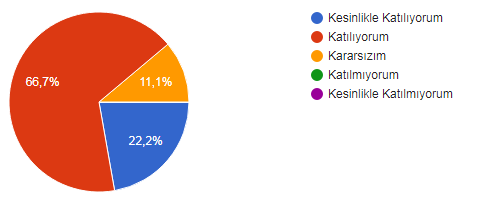 66,7%
11,1%
22,2%
Kesinlikle Katılıyorum
Katılıyorum
Kararsızım
Katılmıyorum
Kesinlikle Katılmıyorum